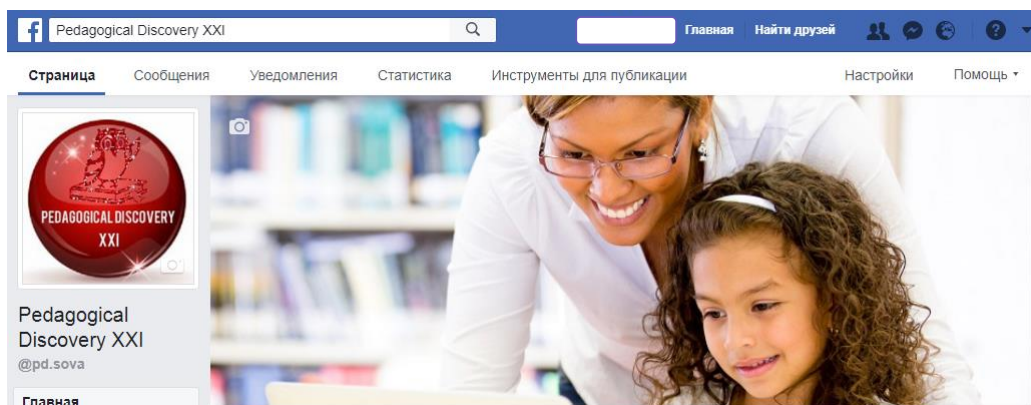 Pedagogical Discovery XXI
Главная Найти друзей
Страница Сообщения Уведомления Статистика Инструменты для публикации Настройки Помощь
PEDAGOGICAL DISCOVERY
XXI
Pedagogical
Discovery XXI
@pd.sova
Главная